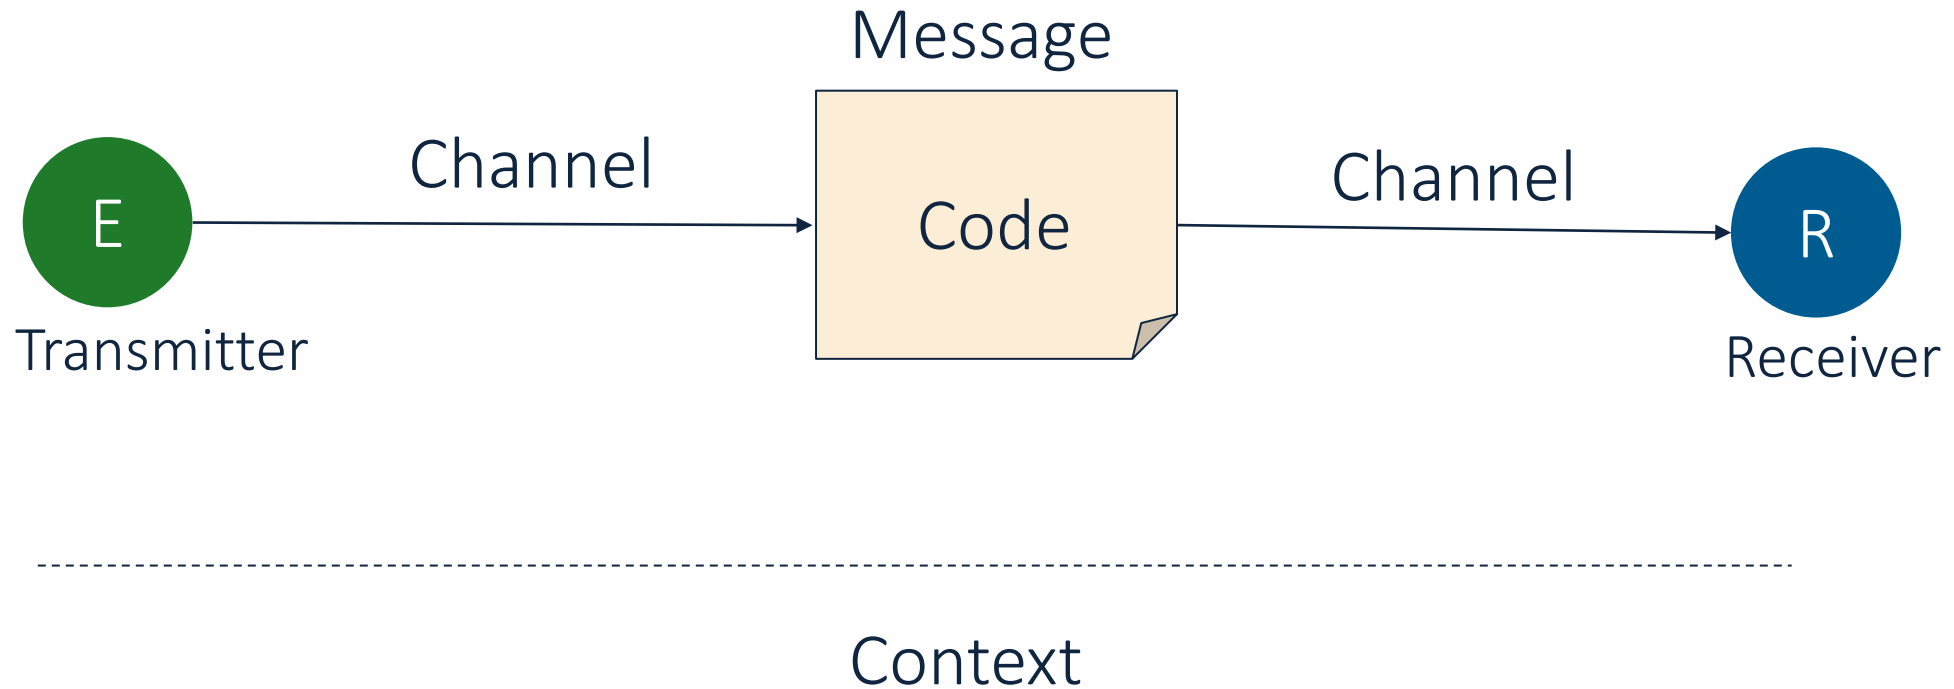 Message
Channel
Channel
E
Code
R
Transmitter
Receiver
Context